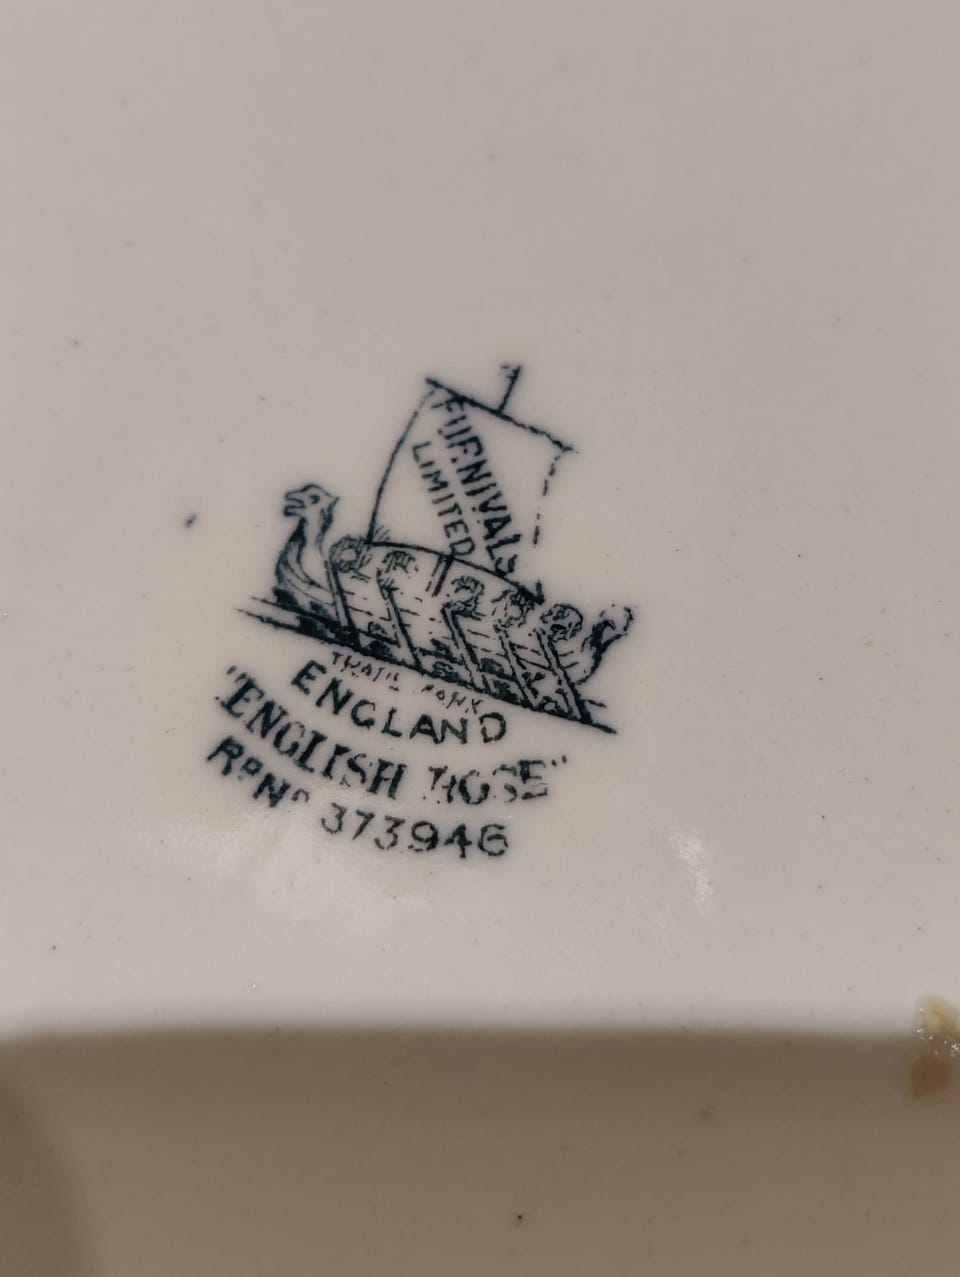 FURNIVALS
LIMITED
TRADE MARK
ENGLAND
"ENGLISH ROSE"
Rᴰ Nº 373946